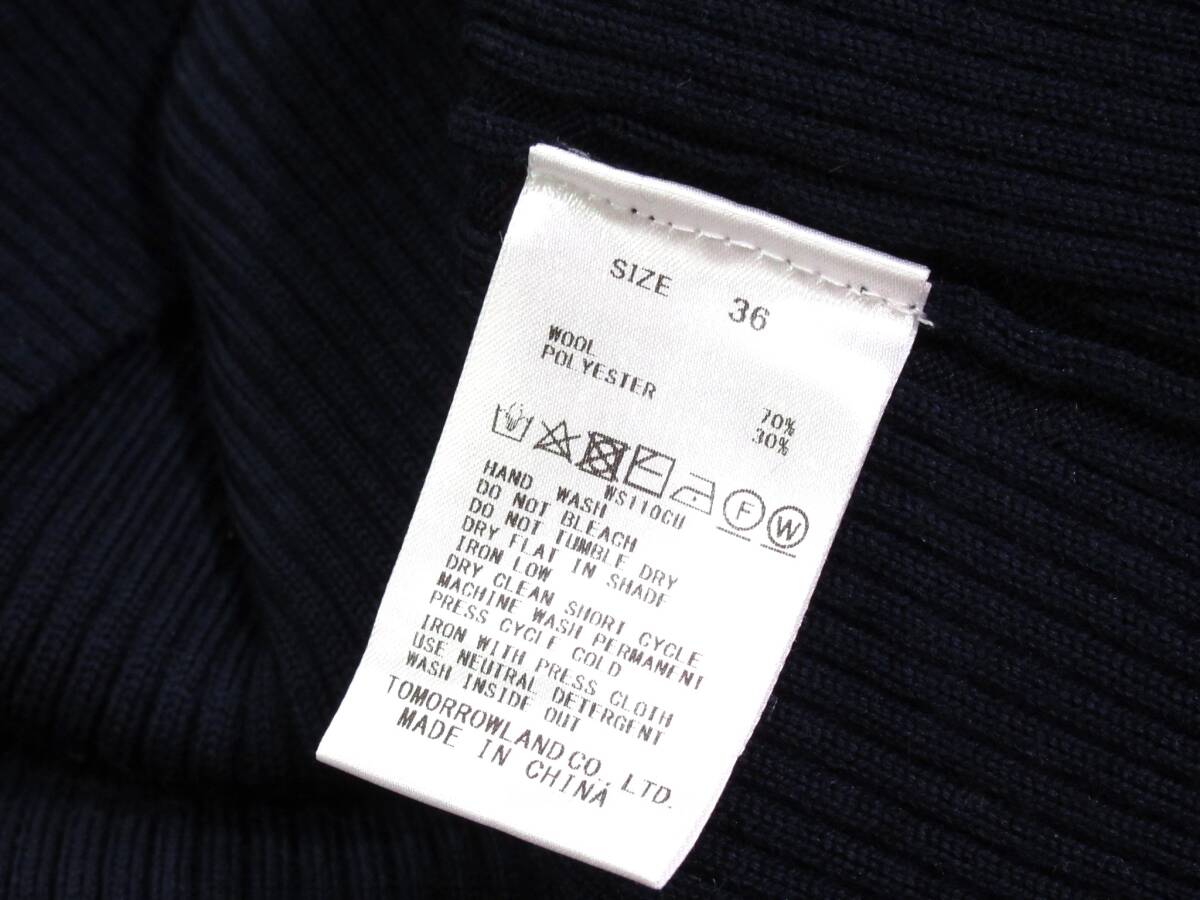 SIZE 36
WOOL 70%
POLYESTER 30%
F W
WS110CU
HAND WASH
DO NOT BLEACH
DO NOT TUMBLE DRY
DRY FLAT IN SHADE
IRON LOW
DRY CLEAN SHORT CYCLE
MACHINE WASH PERMAMENT
PRESS CYCLE COLD
IRON WITH PRESS CLOTH
USE NEUTRAL DETERGENT
WASH INSIDE OUT
TOMORROWLAND CO., LTD.
MADE IN CHINA